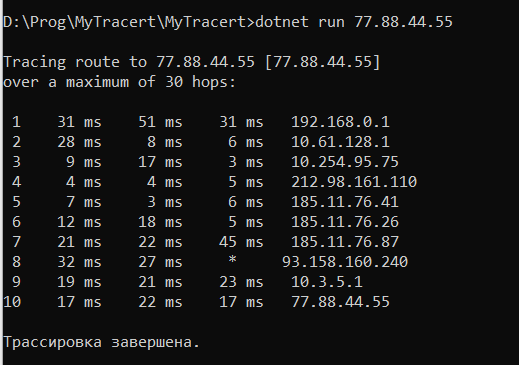 D:\Prog\MyTracert\MyTracert>dotnet run 77.88.44.55
Tracing route to 77.88.44.55 [77.88.44.55]
over a maximum of 30 hops:
1 31 ms 51 ms 31 ms 192.168.0.1
2 28 ms 8 ms 6 ms 10.61.128.1
3 9 ms 17 ms 3 ms 10.254.95.75
4 4 ms 4 ms 5 ms 212.98.161.110
5 7 ms 3 ms 6 ms 185.11.76.41
6 12 ms 18 ms 5 ms 185.11.76.26
7 21 ms 22 ms 45 ms 185.11.76.87
8 32 ms 27 ms * 93.158.160.240
9 19 ms 21 ms 23 ms 10.3.5.1
10 17 ms 22 ms 17 ms 77.88.44.55
Трассировка завершена.